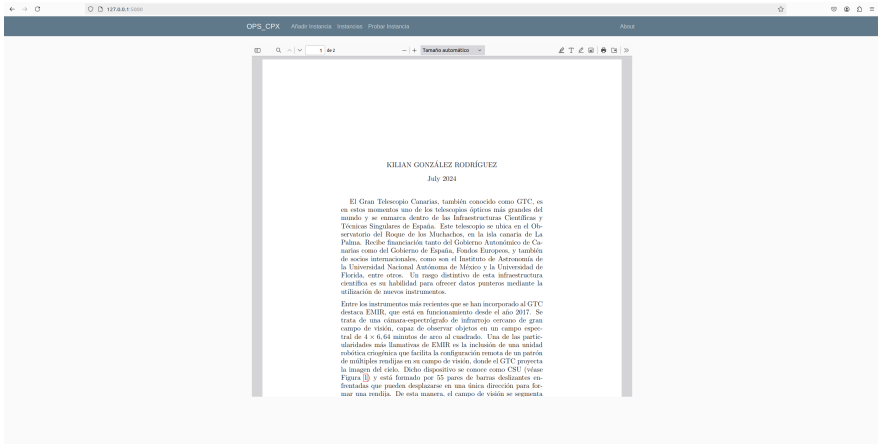 127.0.0.1:5000
OPS_CPX Añadir Instancia Instancias Probar Instancia About
1 de 2 Tamaño automático
KILIAN GONZÁLEZ RODRÍGUEZ
July 2024
El Gran Telescopio Canarias, también conocido como GTC, es
en estos momentos uno de los telescopios ópticos más grandes del
mundo y se enmarca dentro de las Infraestructuras Científicas y
Técnicas Singulares de España. Este telescopio se ubica en el Ob-
servatorio del Roque de los Muchachos, en la isla canaria de La
Palma. Recibe financiación tanto del Gobierno Autonómico de Ca-
narias como del Gobierno de España, Fondos Europeos, y también
de socios internacionales, como son el Instituto de Astronomía de
la Universidad Nacional Autónoma de México y la Universidad de
Florida, entre otros. Un rasgo distintivo de esta infraestructura
científica es su habilidad para ofrecer datos punteros mediante la
utilización de nuevos instrumentos.
Entre los instrumentos más recientes que se han incorporado al GTC
destaca EMIR, que está en funcionamiento desde el año 2017. Se
trata de una cámara-espectrógrafo de infrarrojo cercano de gran
campo de visión, capaz de observar objetos en un campo espec-
tral de 4 × 6,64 minutos de arco al cuadrado. Una de las partic-
ularidades más llamativas de EMIR es la inclusión de una unidad
robótica criogénica que facilita la configuración remota de un patrón
de múltiples rendijas en su campo de visión, donde el GTC proyecta
la imagen del cielo. Dicho dispositivo se conoce como CSU (véase
Figura 1) y está formado por 55 pares de barras deslizantes en-
frentadas que pueden desplazarse en una única dirección para for-
mar una rendija. De esta manera, el campo de visión se segmenta